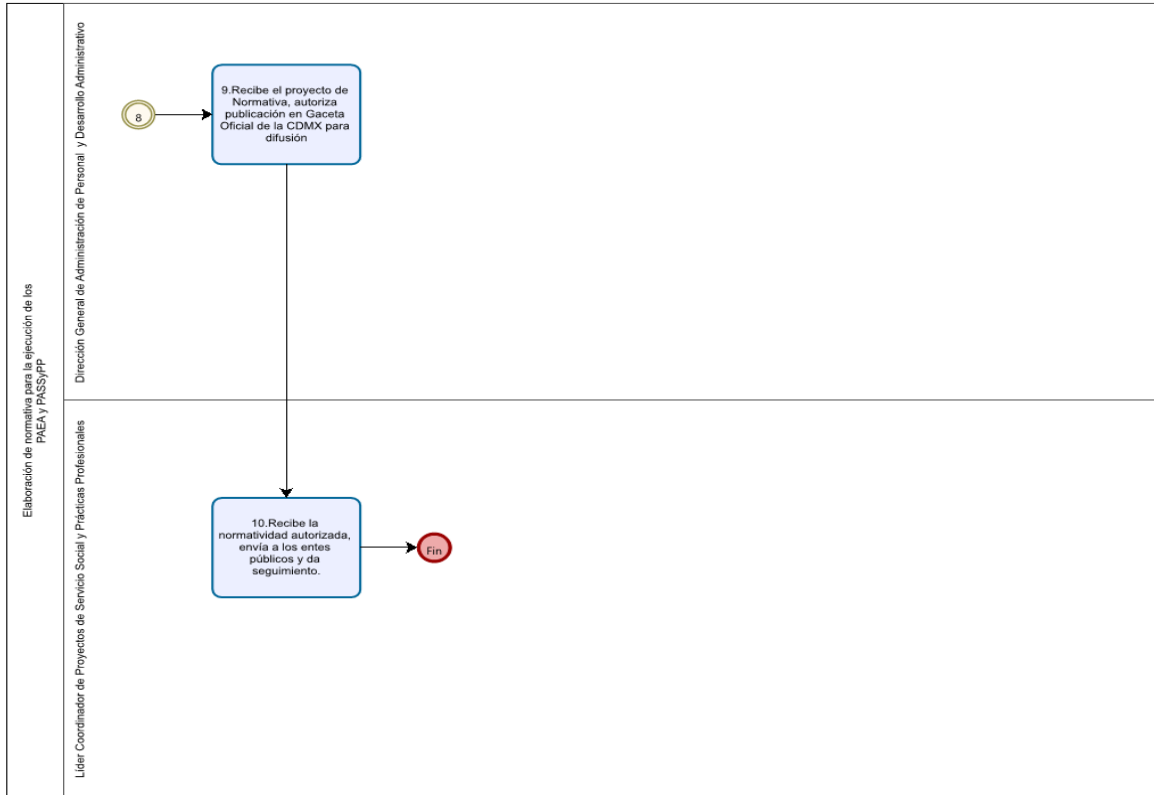 Elaboración de normativa para la ejecución de los
PAEA y PASSyPP
Dirección General de Administración de Personal y Desarrollo Administrativo
8
9.Recibe el proyecto de
Normativa, autoriza
publicación en Gaceta
Oficial de la CDMX para
difusión
Líder Coordinador de Proyectos de Servicio Social y Prácticas Profesionales
10.Recibe la
normatividad autorizada,
envía a los entes
públicos y da
seguimiento.
Fin